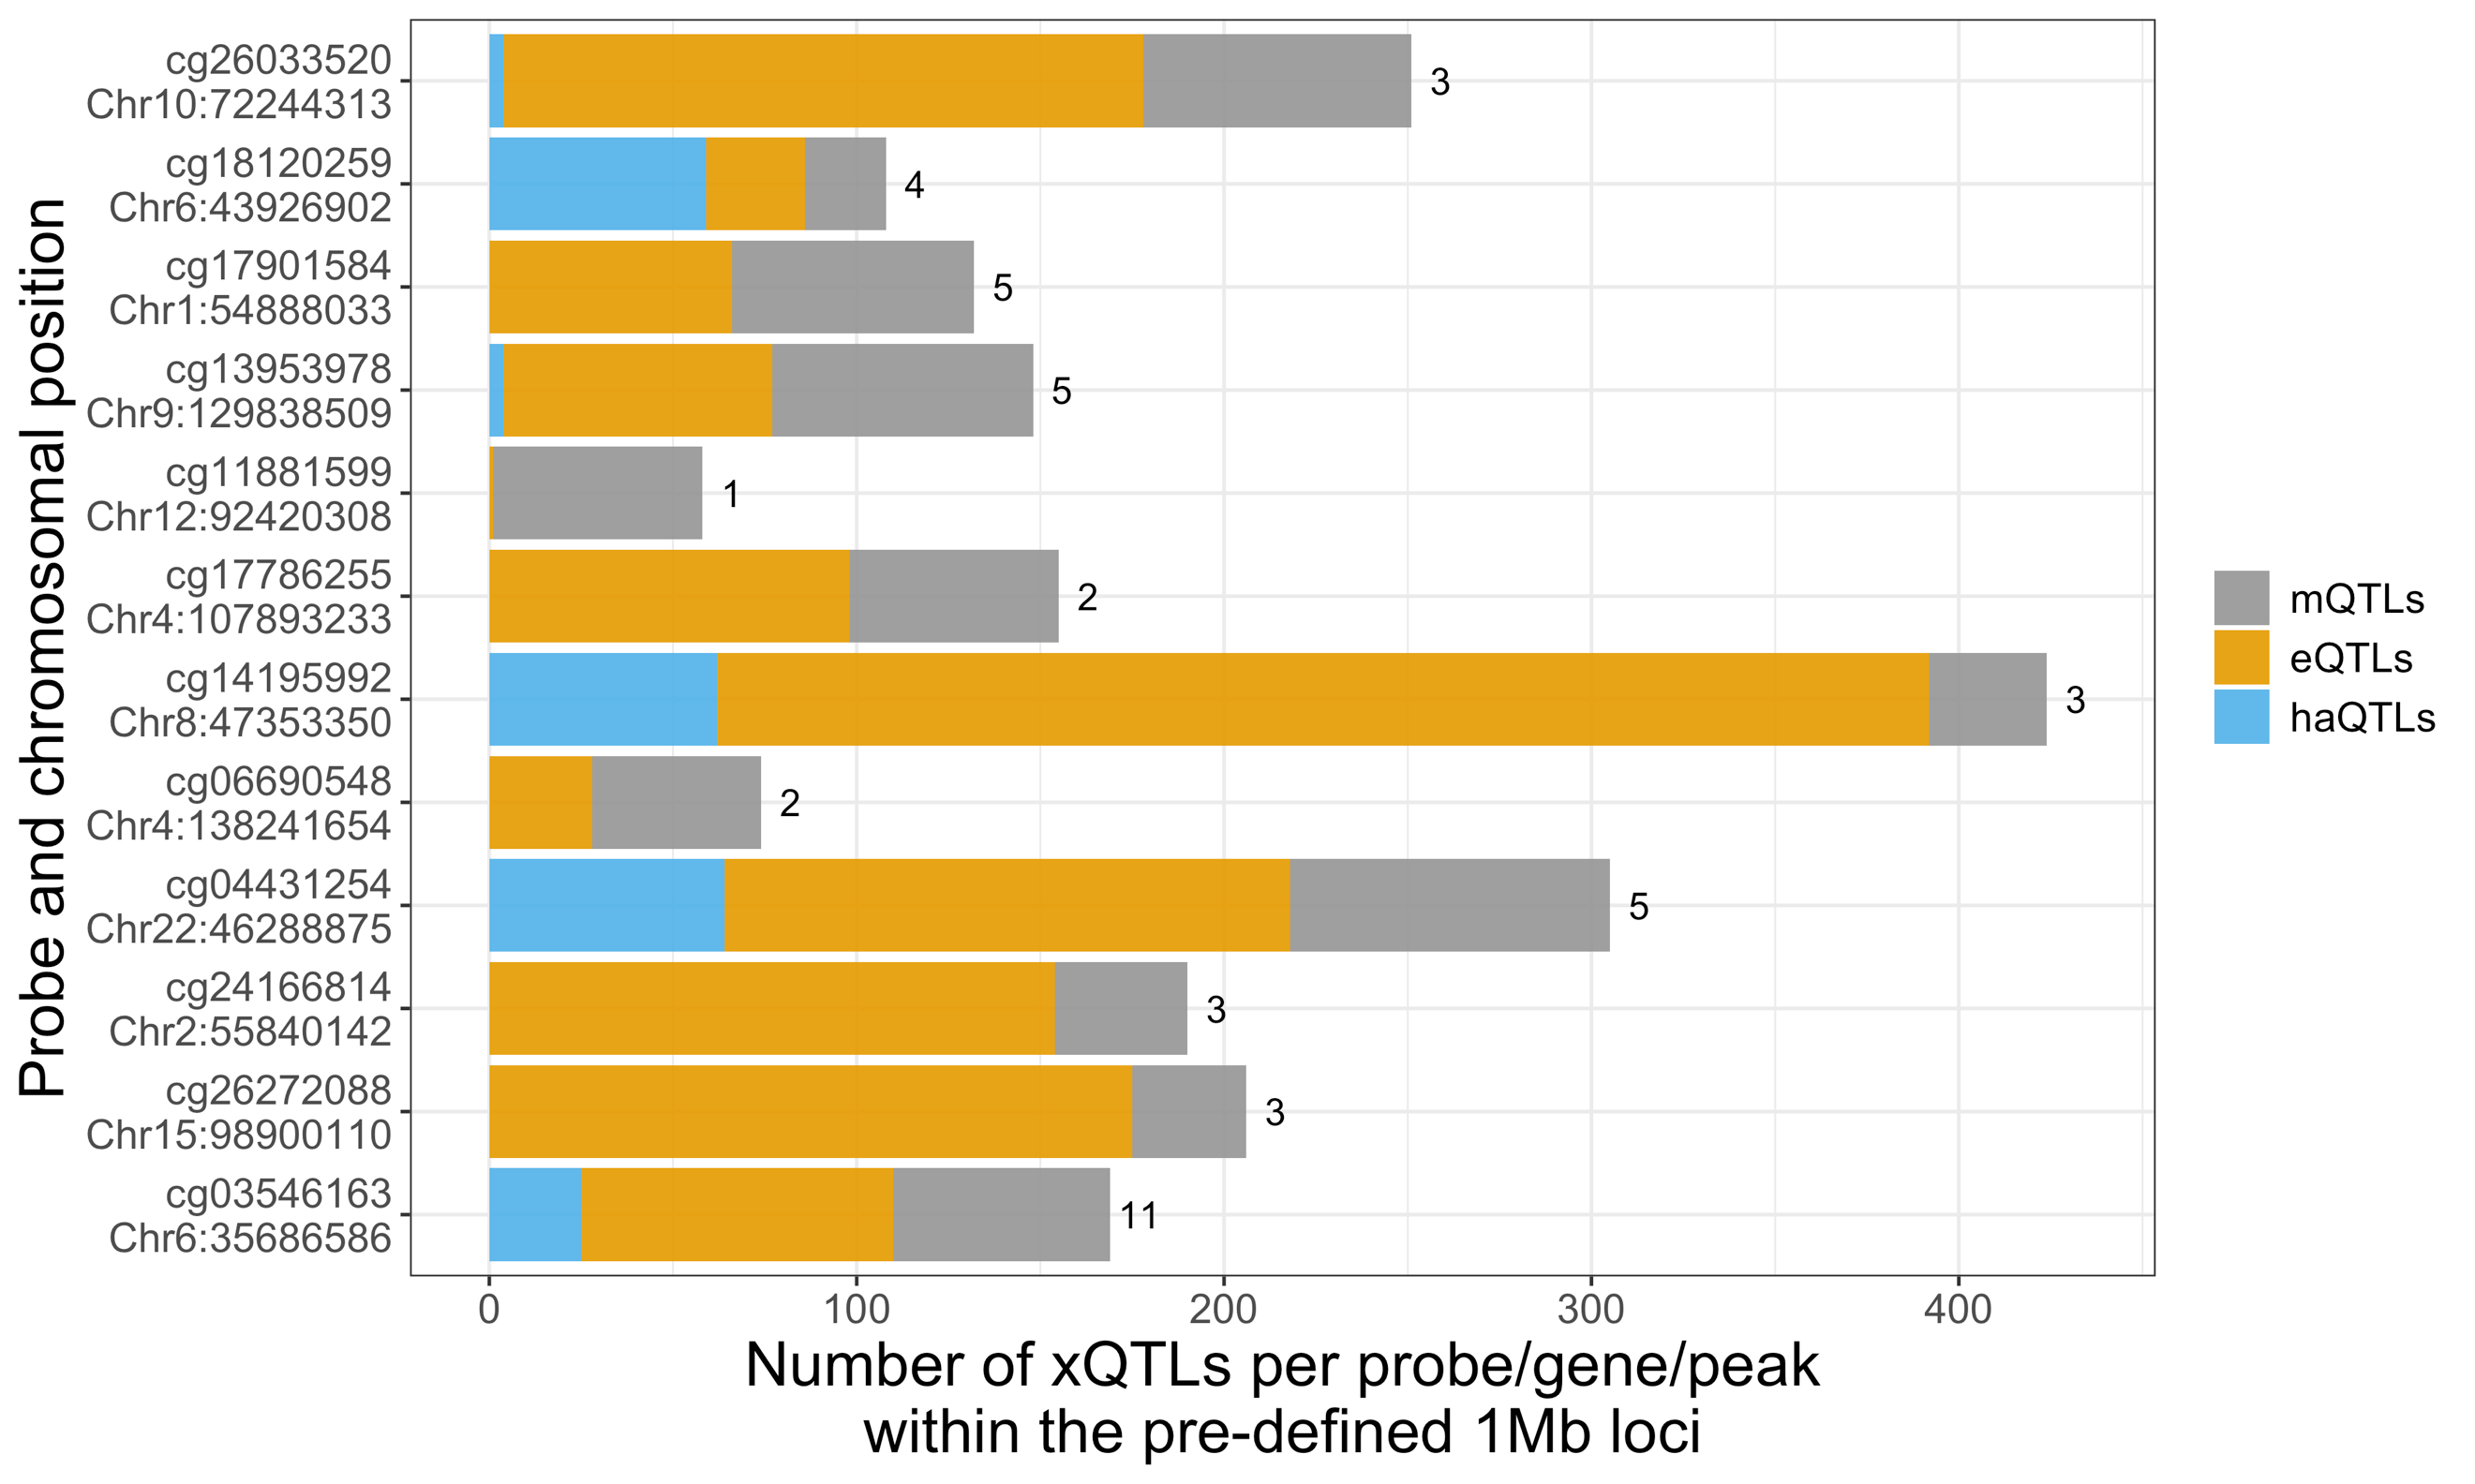 Probe and chromosomal position
cg26033520
Chr10:72244313
3
cg18120259
Chr6:43926902
4
cg17901584
Chr1:54888033
5
cg13953978
Chr9:129838509
5
cg11881599
Chr12:92420308
1
cg17786255
Chr4:107893233
2
cg14195992
Chr8:47353350
3
cg06690548
Chr4:138241654
2
cg04431254
Chr22:46288875
5
cg24166814
Chr2:55840142
3
cg26272088
Chr15:98900110
3
cg03546163
Chr6:35686586
11
0 100 200 300 400
Number of xQTLs per probe/gene/peak
within the pre-defined 1Mb loci
mQTLs
eQTLs
haQTLs